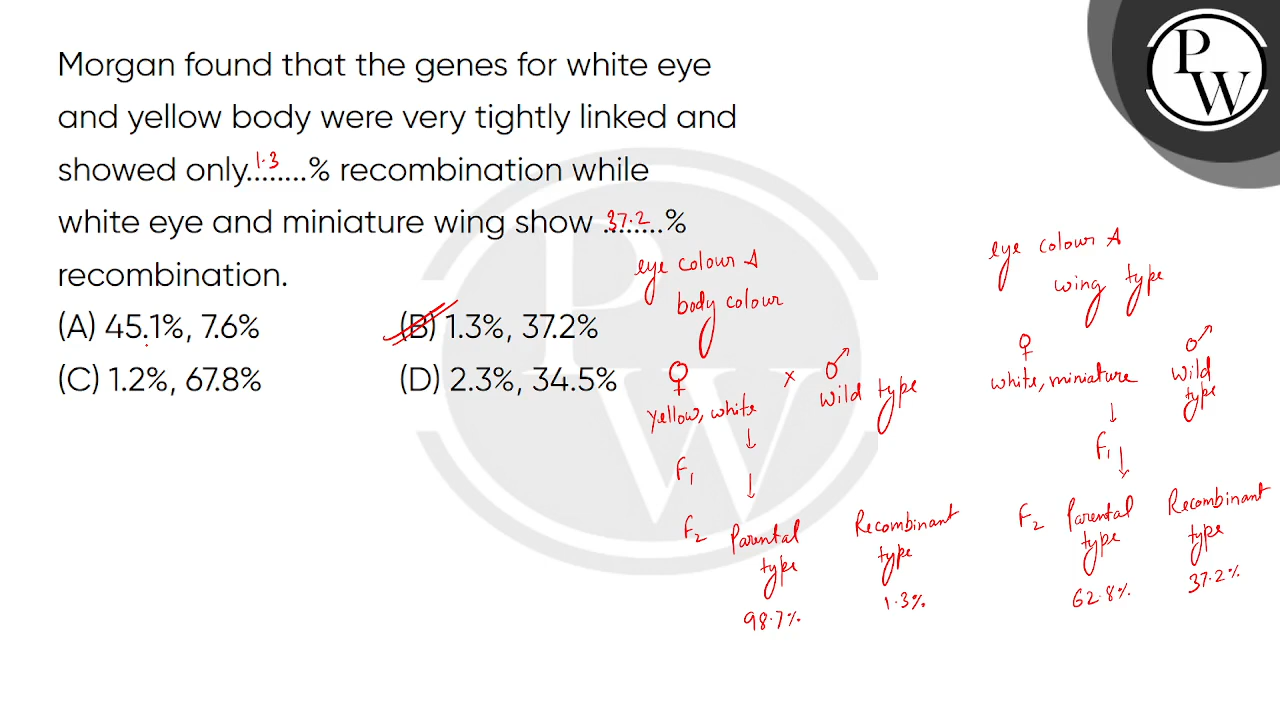 Morgan found that the genes for white eye
and yellow body were very tightly linked and
showed only........% recombination while
1.3
white eye and miniature wing show ........%
37.2
recombination.
(A) 45.1%, 7.6%
(B) 1.3%, 37.2%
(C) 1.2%, 67.8%
(D) 2.3%, 34.5%
eye colour &
body colour
♀ × ♂
yellow, white wild type
↓
F₁
↓
F₂ Parental type Recombinant type
98.7% 1.3%
eye colour &
wing type
♀ ♂
white, miniature wild type
↓
F₁
↓
F₂ Parental type Recombinant type
62.8% 37.2%
P
W
PW